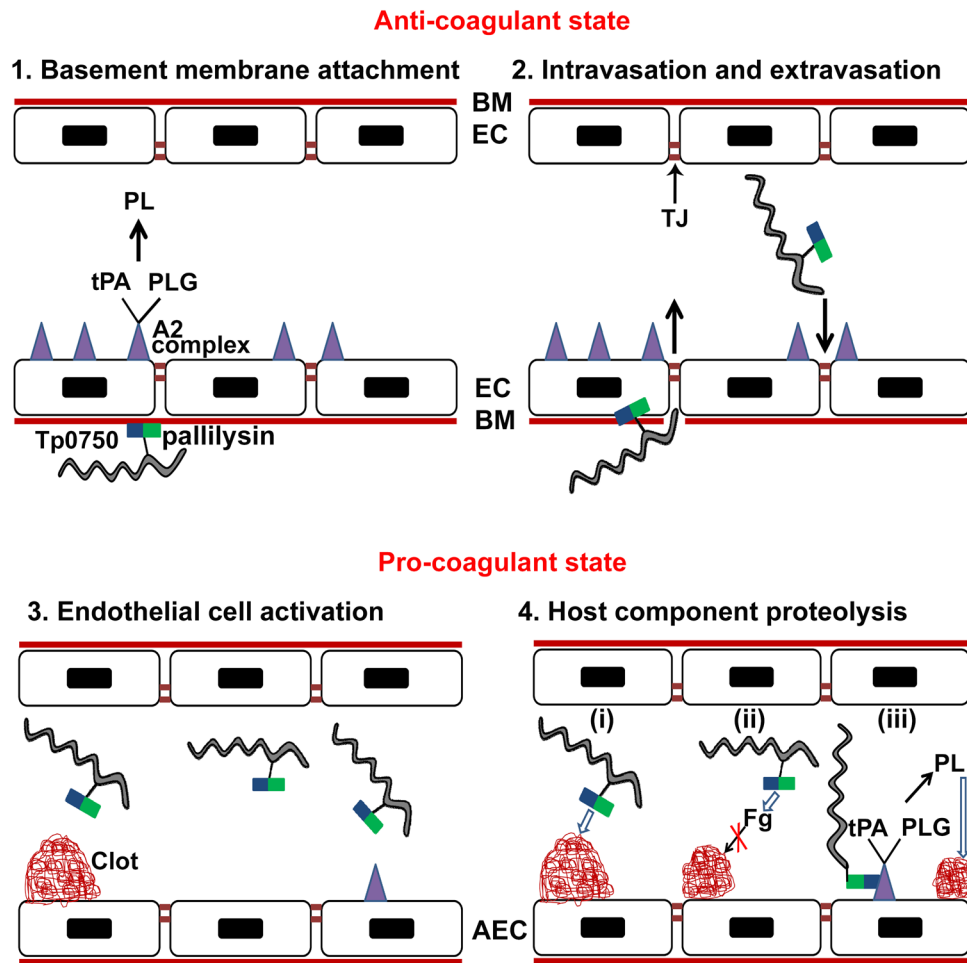 Anti-coagulant state
1. Basement membrane attachment
2. Intravasation and extravasation
BM
EC
PL
tPA PLG
A2
complex
TJ
EC
BM
Tp0750 pallilysin
Pro-coagulant state
3. Endothelial cell activation
4. Host component proteolysis
(i) (ii) (iii)
PL
Fg
tPA PLG
Clot
AEC